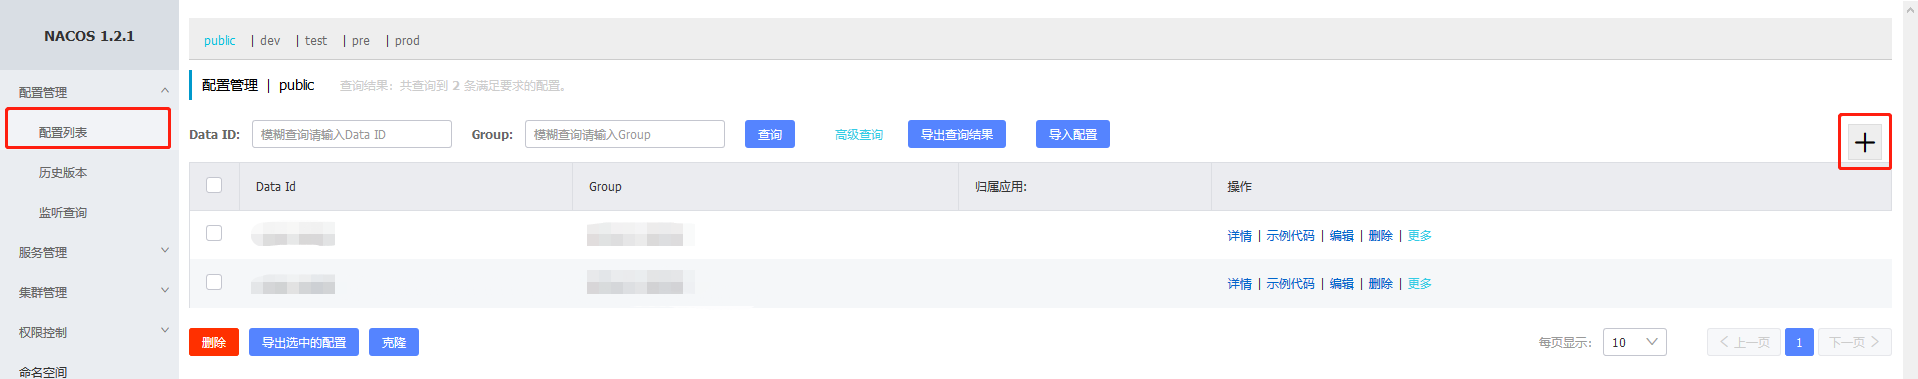 NACOS 1.2.1
配置管理
配置列表
历史版本
监听查询
服务管理
集群管理
权限控制
命名空间
public | dev | test | pre | prod
配置管理 | public 查询结果：共查询到 2 条满足要求的配置。
Data ID: 模糊查询请输入Data ID Group: 模糊查询请输入Group 查询 高级查询 导出查询结果 导入配置 +
Data Id Group 归属应用: 操作
详情 | 示例代码 | 编辑 | 删除 | 更多
详情 | 示例代码 | 编辑 | 删除 | 更多
删除 导出选中的配置 克隆 每页显示： 10 上一页 1 下一页